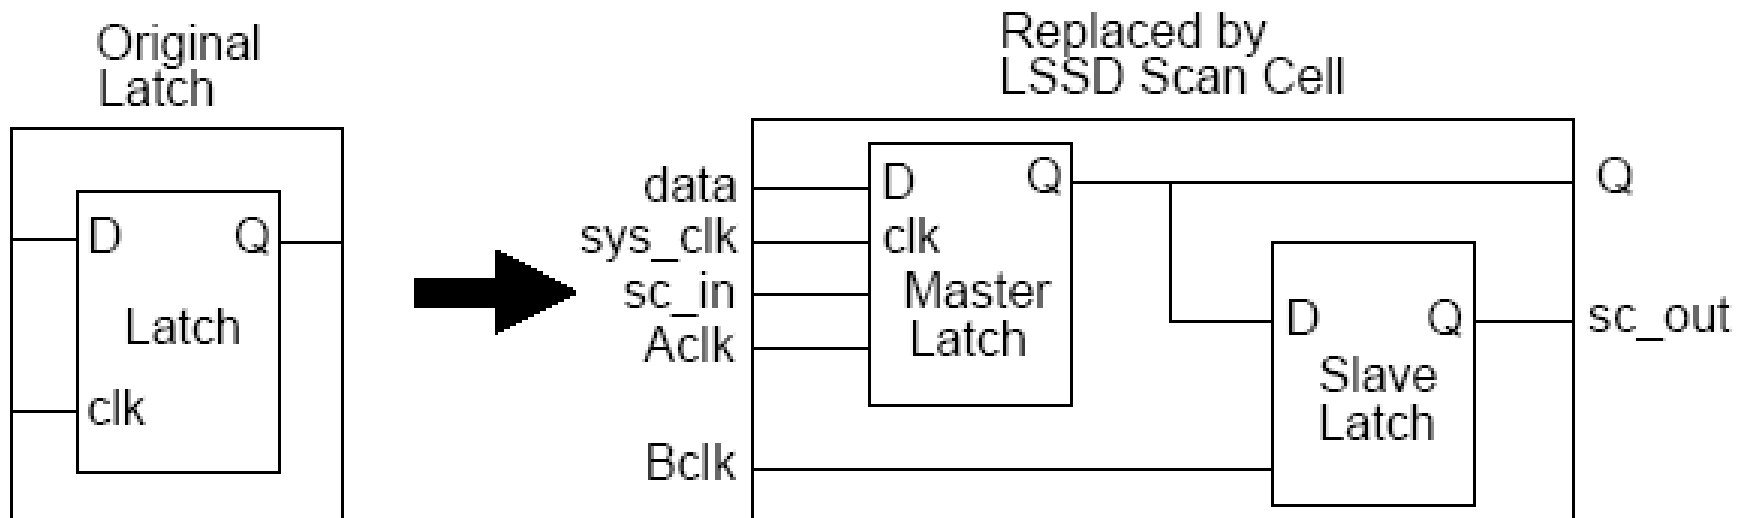 Original
Latch
D
Q
Latch
clk
Replaced by
LSSD Scan Cell
data
sys_clk
sc_in
Aclk
Bclk
D
Q
clk
Master
Latch
D
Q
Slave
Latch
Q
sc_out